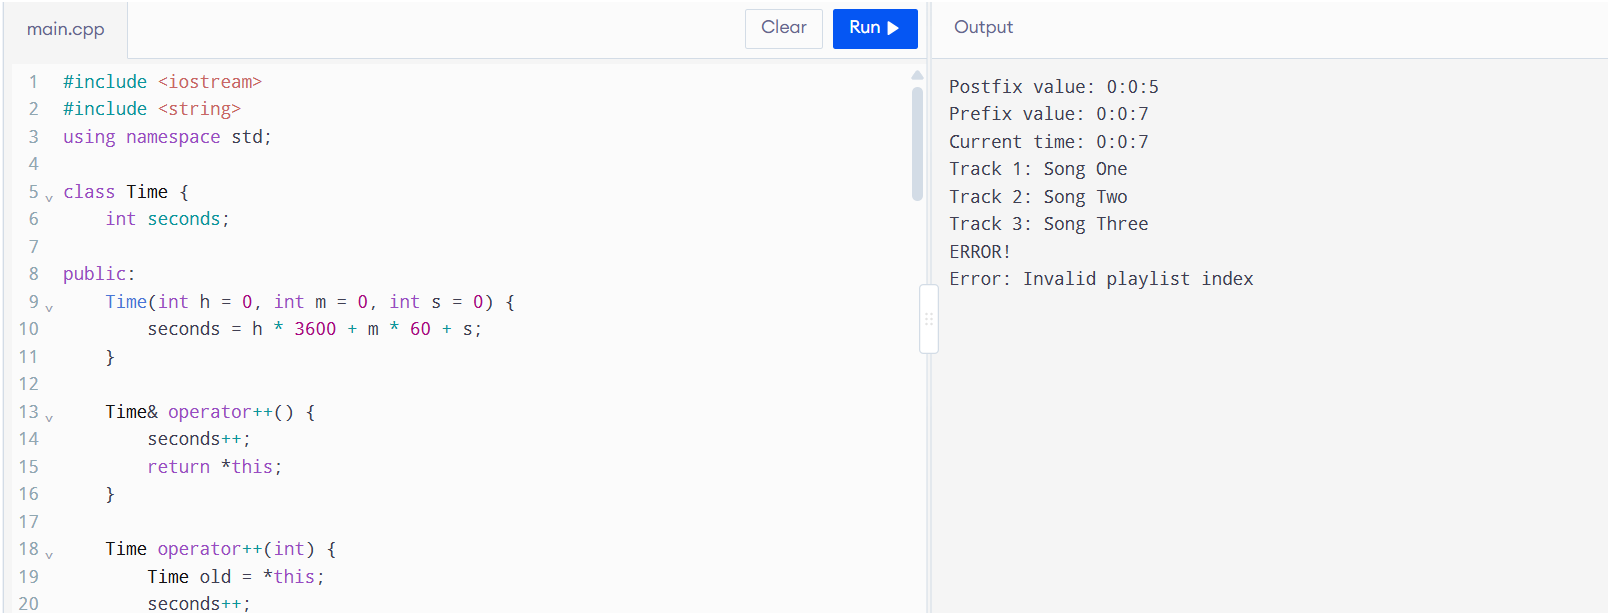 main.cpp
Clear
Run
Output
1 #include <iostream>
2 #include <string>
3 using namespace std;
4
5 class Time {
6     int seconds;
7
8 public:
9     Time(int h = 0, int m = 0, int s = 0) {
10         seconds = h * 3600 + m * 60 + s;
11     }
12
13     Time& operator++() {
14         seconds++;
15         return *this;
16     }
17
18     Time operator++(int) {
19         Time old = *this;
20         seconds++;
Postfix value: 0:0:5
Prefix value: 0:0:7
Current time: 0:0:7
Track 1: Song One
Track 2: Song Two
Track 3: Song Three
ERROR!
Error: Invalid playlist index